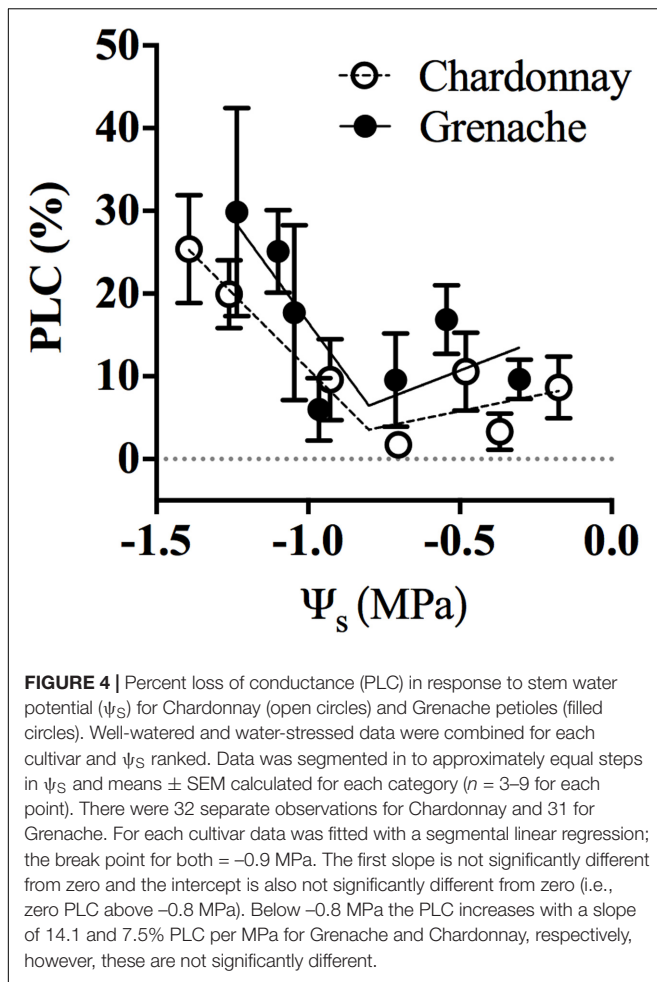 50
40
30
20
10
0
PLC (%)
Chardonnay
Grenache
-1.5 -1.0 -0.5 0.0
Ψs (MPa)
FIGURE 4 | Percent loss of conductance (PLC) in response to stem water
potential (ψS) for Chardonnay (open circles) and Grenache petioles (filled
circles). Well-watered and water-stressed data were combined for each
cultivar and ψS ranked. Data was segmented in to approximately equal steps
in ψS and means ± SEM calculated for each category (n = 3–9 for each
point). There were 32 separate observations for Chardonnay and 31 for
Grenache. For each cultivar data was fitted with a segmental linear regression;
the break point for both = –0.9 MPa. The first slope is not significantly different
from zero and the intercept is also not significantly different from zero (i.e.,
zero PLC above –0.8 MPa). Below –0.8 MPa the PLC increases with a slope
of 14.1 and 7.5% PLC per MPa for Grenache and Chardonnay, respectively,
however, these are not significantly different.